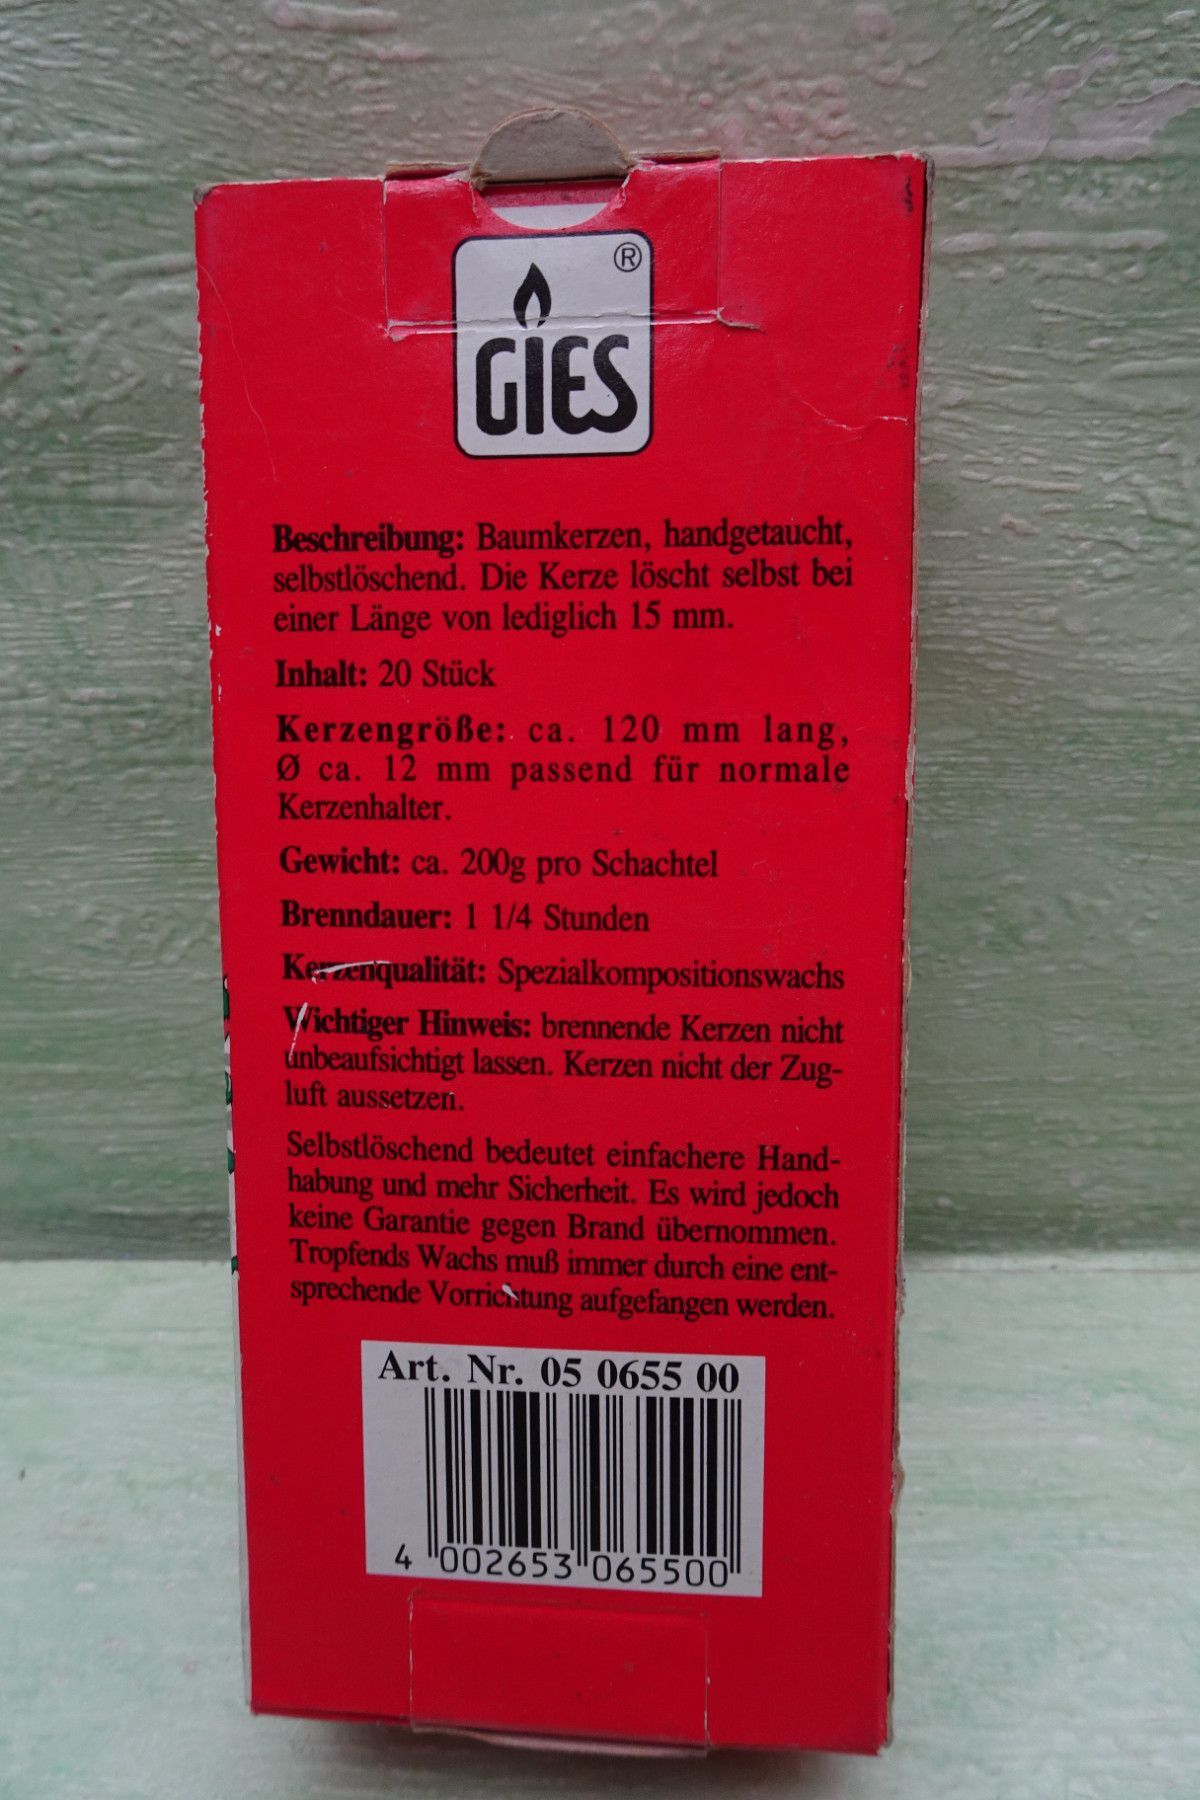 ®
GIES
Beschreibung: Baumkerzen, handgetaucht,
selbstlöschend. Die Kerze löscht selbst bei
einer Länge von lediglich 15 mm.
Inhalt: 20 Stück
Kerzengröße: ca. 120 mm lang,
Ø ca. 12 mm passend für normale
Kerzenhalter.
Gewicht: ca. 200g pro Schachtel
Brenndauer: 1 1/4 Stunden
Kerzenqualität: Spezialkompositionswachs
Wichtiger Hinweis: brennende Kerzen nicht
unbeaufsichtigt lassen. Kerzen nicht der Zug-
luft aussetzen.
Selbstlöschend bedeutet einfachere Hand-
habung und mehr Sicherheit. Es wird jedoch
keine Garantie gegen Brand übernommen.
Tropfends Wachs muß immer durch eine ent-
sprechende Vorrichtung aufgefangen werden.
Art. Nr. 05 0655 00
4 002653 065500